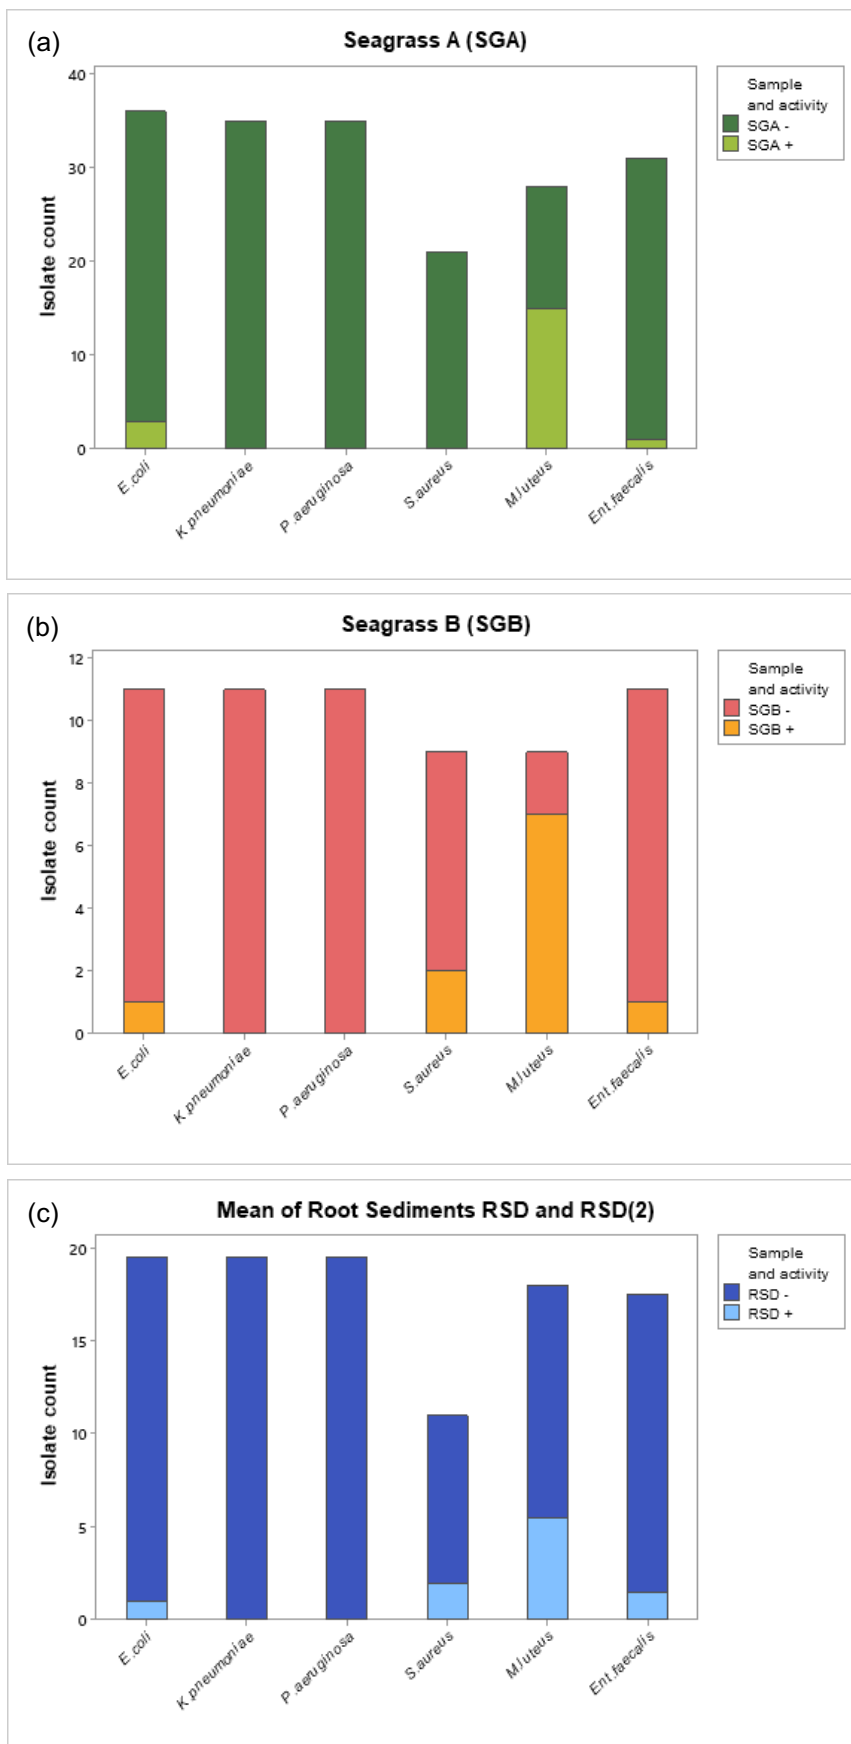 (a)
Seagrass A (SGA)
40
30
20
10
0
Isolate count
E.coli
K.pneumoniae
P.aeruginosa
S.aureus
M.luteus
Ent.faecalis
Sample
and activity
SGA -
SGA +
(b)
Seagrass B (SGB)
12
10
8
6
4
2
0
Isolate count
E.coli
K.pneumoniae
P.aeruginosa
S.aureus
M.luteus
Ent.faecalis
Sample
and activity
SGB -
SGB +
(c)
Mean of Root Sediments RSD and RSD(2)
20
15
10
5
0
Isolate count
E.coli
K.pneumoniae
P.aeruginosa
S.aureus
M.luteus
Ent.faecalis
Sample
and activity
RSD -
RSD +